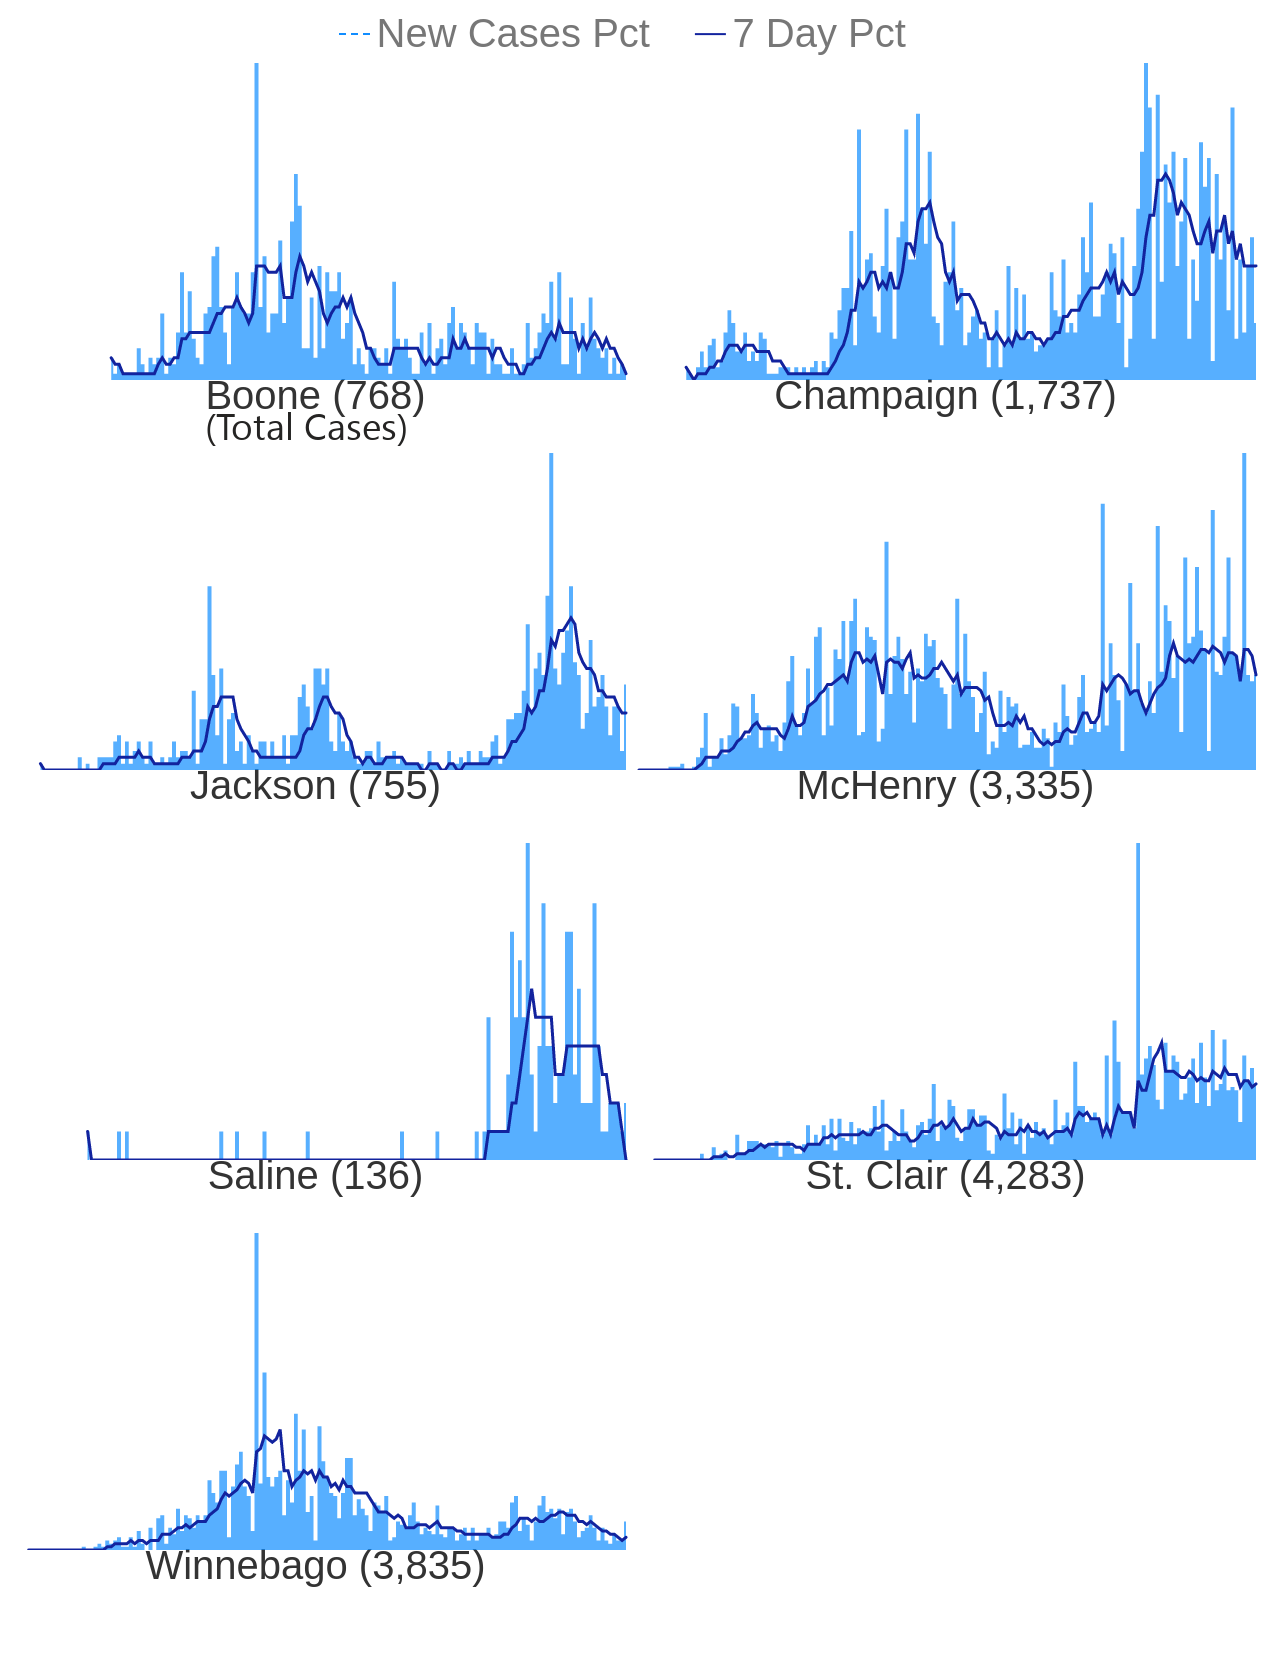 New Cases Pct 7 Day Pct
Boone (768) Champaign (1,737)
(Total Cases)
Jackson (755) McHenry (3,335)
Saline (136) St. Clair (4,283)
Winnebago (3,835)